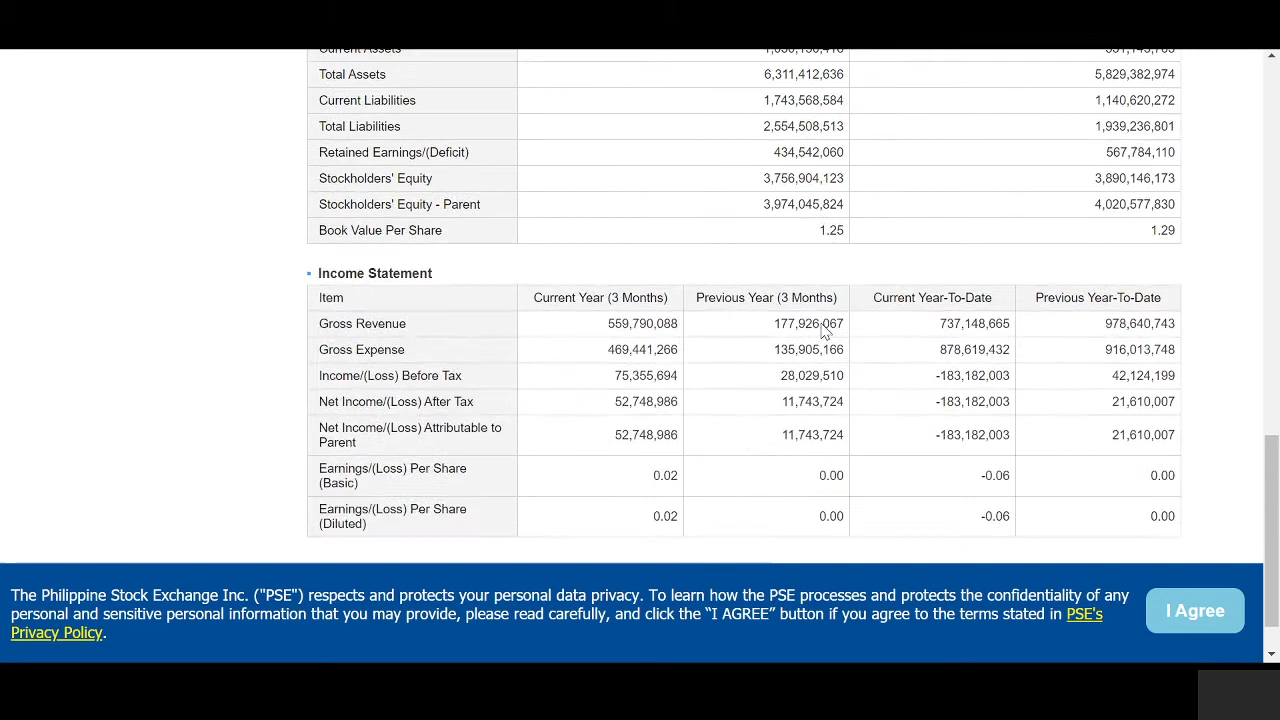 Total Assets 6,311,412,636 5,829,382,974
Current Liabilities 1,743,568,584 1,140,620,272
Total Liabilities 2,554,508,513 1,939,236,801
Retained Earnings/(Deficit) 434,542,060 567,784,110
Stockholders' Equity 3,756,904,123 3,890,146,173
Stockholders' Equity - Parent 3,974,045,824 4,020,577,830
Book Value Per Share 1.25 1.29
Income Statement
Item Current Year (3 Months) Previous Year (3 Months) Current Year-To-Date Previous Year-To-Date
Gross Revenue 559,790,088 177,926,067 737,148,665 978,640,743
Gross Expense 469,441,266 135,905,166 878,619,432 916,013,748
Income/(Loss) Before Tax 75,355,694 28,029,510 -183,182,003 42,124,199
Net Income/(Loss) After Tax 52,748,986 11,743,724 -183,182,003 21,610,007
Net Income/(Loss) Attributable to
Parent 52,748,986 11,743,724 -183,182,003 21,610,007
Earnings/(Loss) Per Share
(Basic) 0.02 0.00 -0.06 0.00
Earnings/(Loss) Per Share
(Diluted) 0.02 0.00 -0.06 0.00
The Philippine Stock Exchange Inc. ("PSE") respects and protects your personal data privacy. To learn how the PSE processes and protects the confidentiality of any
personal and sensitive personal information that you may provide, please read carefully, and click the “I AGREE” button if you agree to the terms stated in PSE's
Privacy Policy.
I Agree